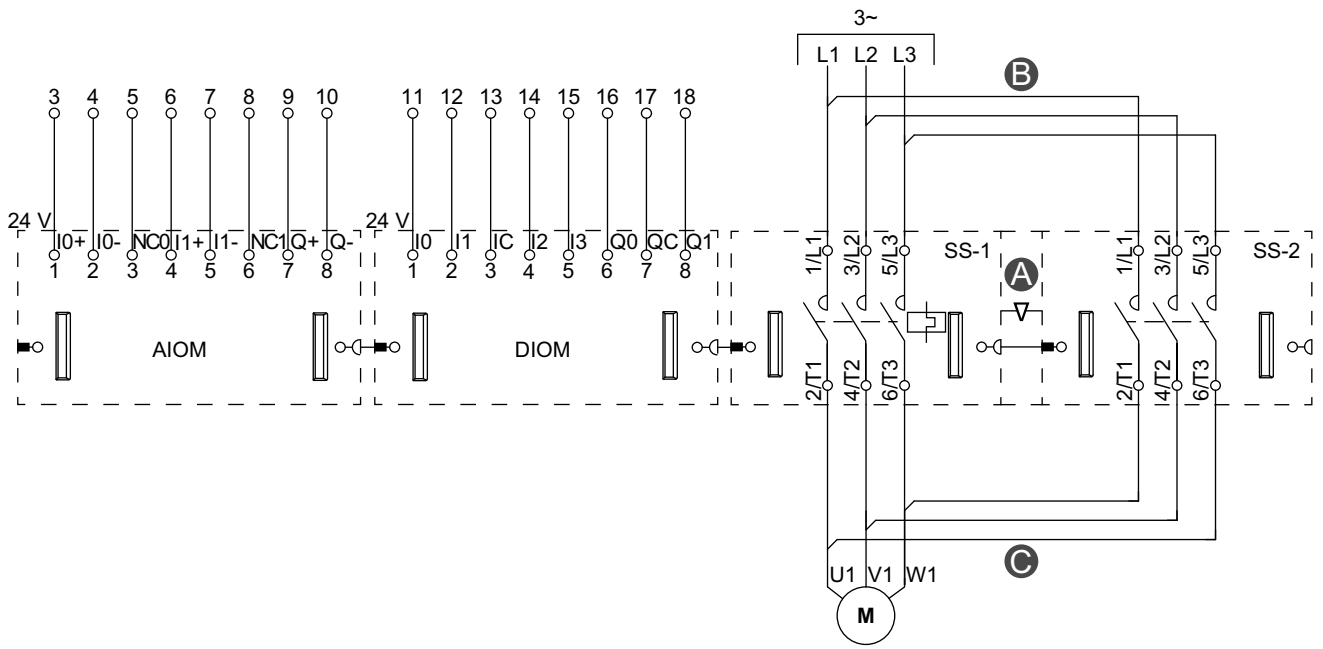 3~
L1 L2 L3
B
3 4 5 6 7 8 9 10 11 12 13 14 15 16 17 18
24 V 24 V
I0+ I0- NC0 I1+ I1- NC1 Q+ Q- I0 I1 IC I2 I3 Q0 QC Q1 1/L1 3/L2 5/L3 SS-1 1/L1 3/L2 5/L3 SS-2
1 2 3 4 5 6 7 8 1 2 3 4 5 6 7 8 A
AIOM DIOM
2/T1 4/T2 6/T3 2/T1 4/T2 6/T3
C
U1 V1 W1
M